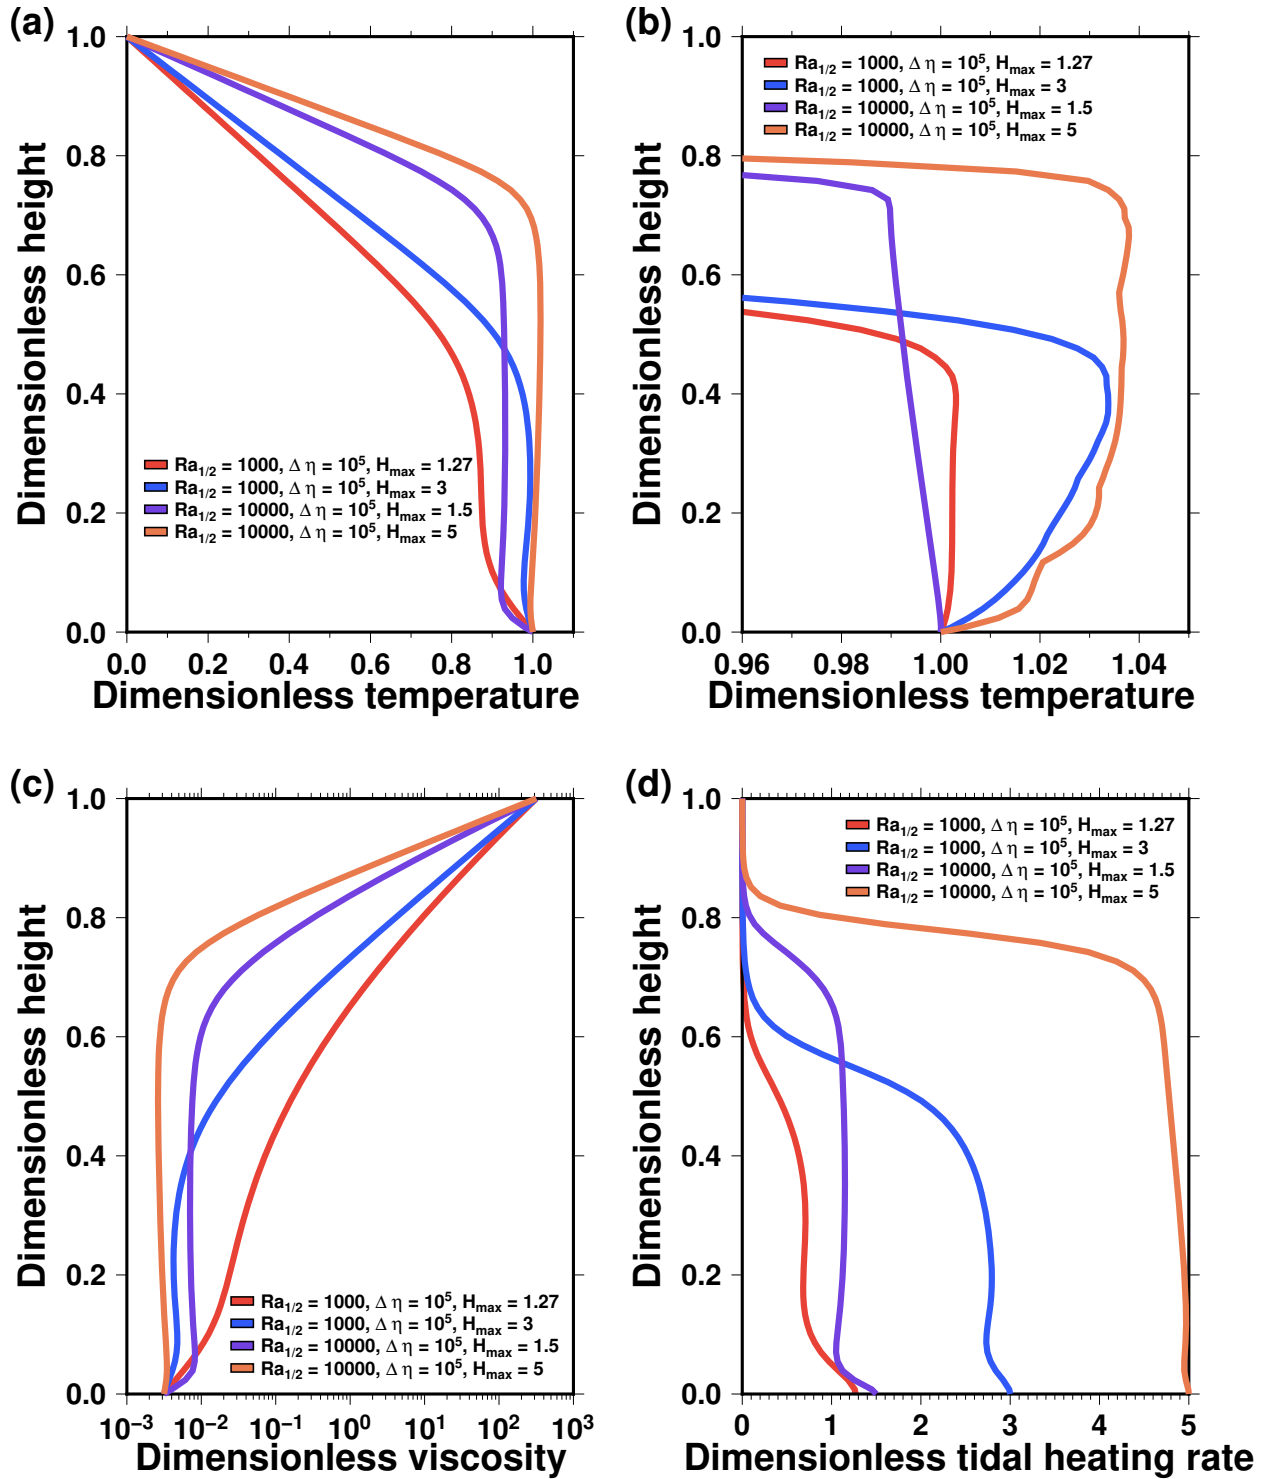 (a)
1.0
0.8
0.6
0.4
0.2
0.0
Dimensionless height
Ra1/2 = 1000, Δ η = 10⁵, Hmax = 1.27
Ra1/2 = 1000, Δ η = 10⁵, Hmax = 3
Ra1/2 = 10000, Δ η = 10⁵, Hmax = 1.5
Ra1/2 = 10000, Δ η = 10⁵, Hmax = 5
0.0 0.2 0.4 0.6 0.8 1.0
Dimensionless temperature
(b)
1.0
0.8
0.6
0.4
0.2
0.0
Dimensionless height
Ra1/2 = 1000, Δ η = 10⁵, Hmax = 1.27
Ra1/2 = 1000, Δ η = 10⁵, Hmax = 3
Ra1/2 = 10000, Δ η = 10⁵, Hmax = 1.5
Ra1/2 = 10000, Δ η = 10⁵, Hmax = 5
0.96 0.98 1.00 1.02 1.04
Dimensionless temperature
(c)
1.0
0.8
0.6
0.4
0.2
0.0
Dimensionless height
Ra1/2 = 1000, Δ η = 10⁵, Hmax = 1.27
Ra1/2 = 1000, Δ η = 10⁵, Hmax = 3
Ra1/2 = 10000, Δ η = 10⁵, Hmax = 1.5
Ra1/2 = 10000, Δ η = 10⁵, Hmax = 5
10⁻³ 10⁻² 10⁻¹ 10⁰ 10¹ 10² 10³
Dimensionless viscosity
(d)
1.0
0.8
0.6
0.4
0.2
0.0
Dimensionless height
Ra1/2 = 1000, Δ η = 10⁵, Hmax = 1.27
Ra1/2 = 1000, Δ η = 10⁵, Hmax = 3
Ra1/2 = 10000, Δ η = 10⁵, Hmax = 1.5
Ra1/2 = 10000, Δ η = 10⁵, Hmax = 5
0 1 2 3 4 5
Dimensionless tidal heating rate